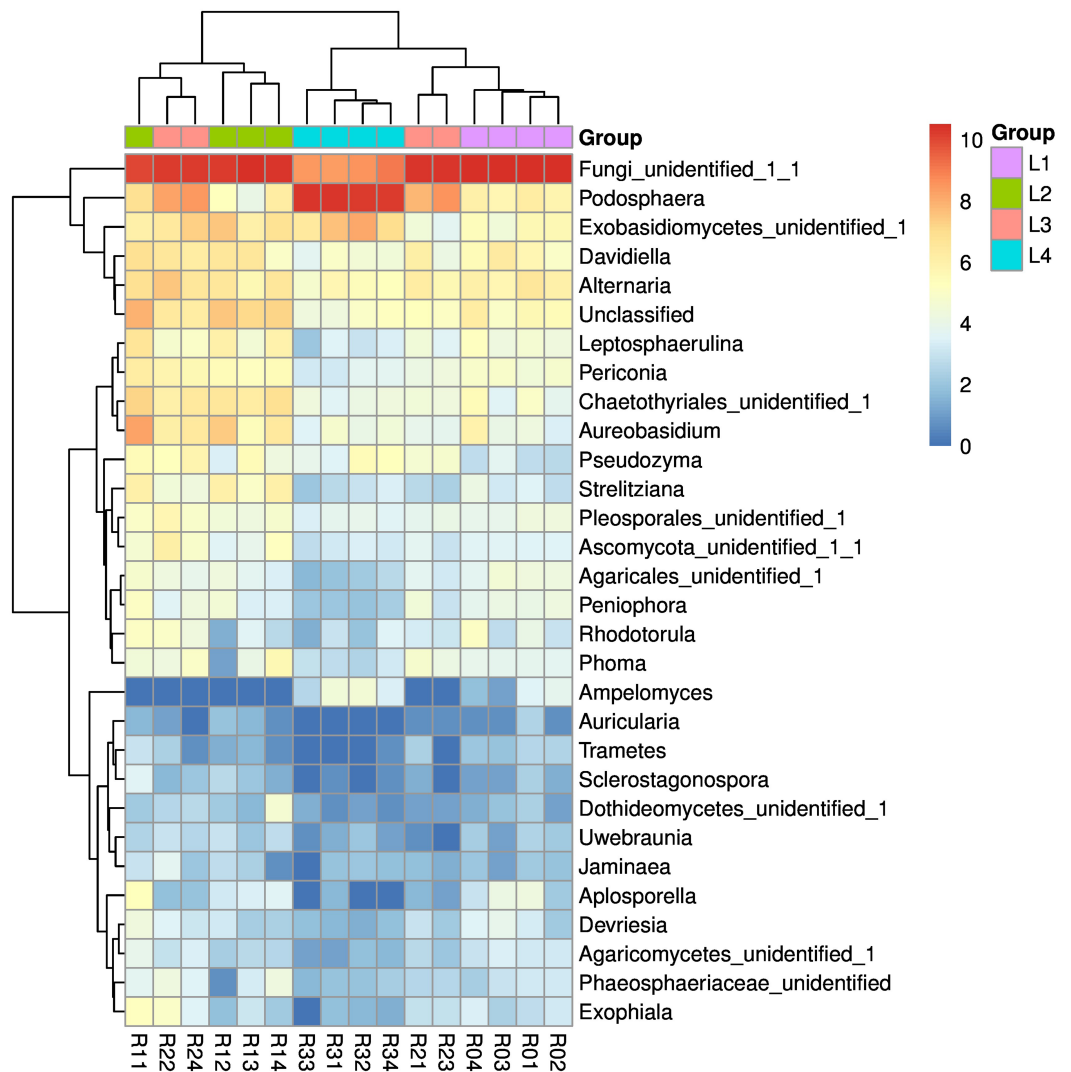 Group
Fungi_unidentified_1_1
Podosphaera
Exobasidiomycetes_unidentified_1
Davidiella
Alternaria
Unclassified
Leptosphaerulina
Periconia
Chaetothyriales_unidentified_1
Aureobasidium
Pseudozyma
Strelitziana
Pleosporales_unidentified_1
Ascomycota_unidentified_1_1
Agaricales_unidentified_1
Peniophora
Rhodotorula
Phoma
Ampelomyces
Auricularia
Trametes
Sclerostagonospora
Dothideomycetes_unidentified_1
Uwebraunia
Jaminaea
Aplosporella
Devriesia
Agaricomycetes_unidentified_1
Phaeosphaeriaceae_unidentified
Exophiala
R11 R22 R24 R12 R13 R14 R33 R31 R32 R34 R21 R23 R04 R03 R01 R02
10
8
6
4
2
0
Group
L1
L2
L3
L4